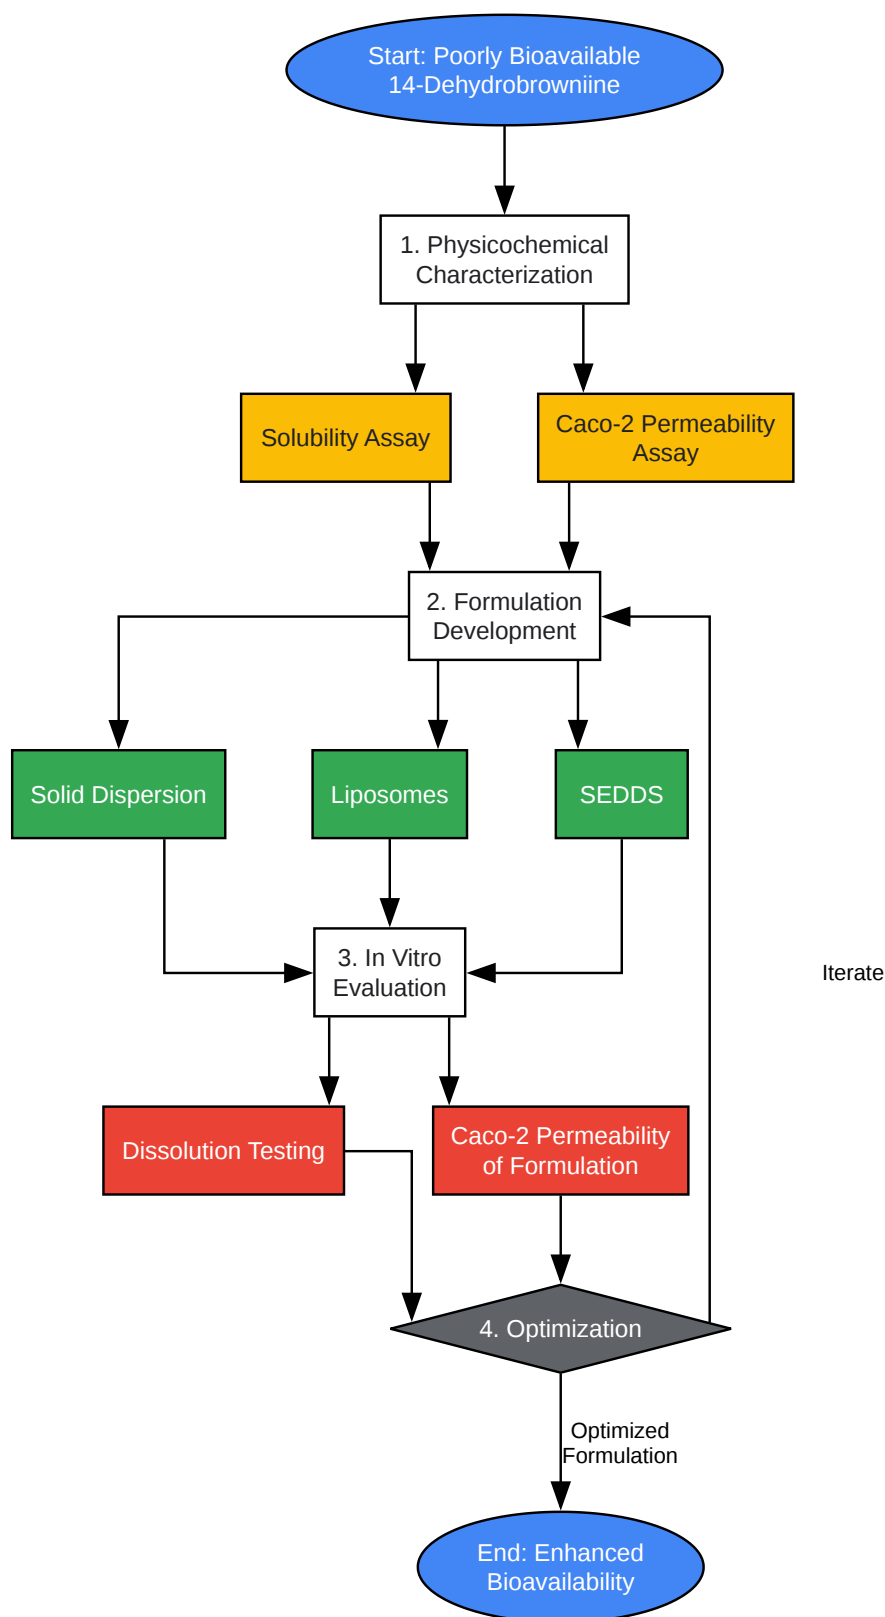 Start: Poorly Bioavailable
14-Dehydrobrowniine
1. Physicochemical
Characterization
Solubility Assay
Caco-2 Permeability
Assay
2. Formulation
Development
Solid Dispersion
Liposomes
SEDDS
3. In Vitro
Evaluation
Iterate
Dissolution Testing
Caco-2 Permeability
of Formulation
4. Optimization
Optimized
Formulation
End: Enhanced
Bioavailability